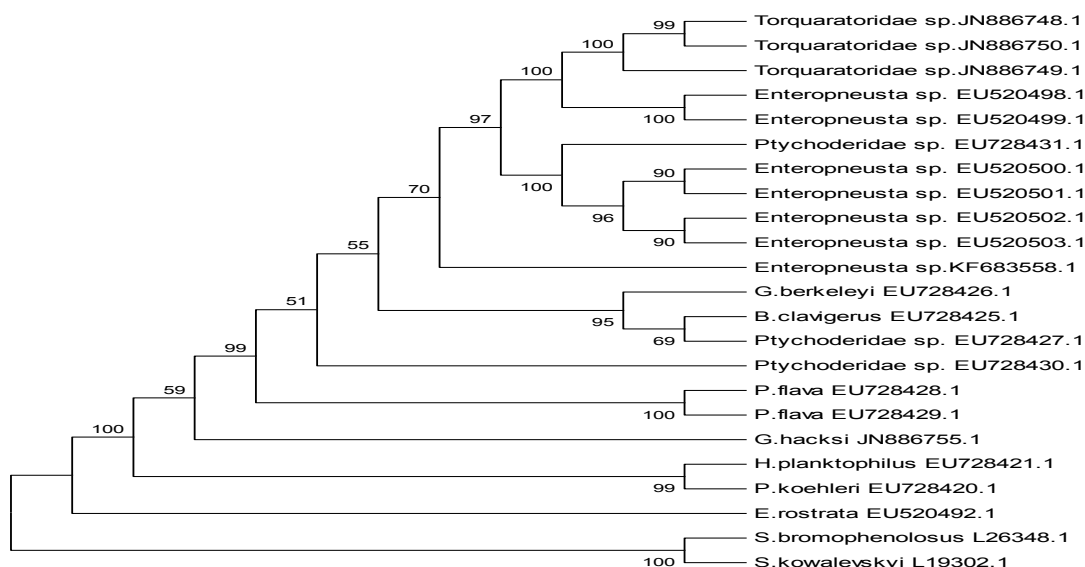 Torquaratoridae sp.JN886748.1
99
Torquaratoridae sp.JN886750.1
100
Torquaratoridae sp.JN886749.1
100
Enteropneusta sp. EU520498.1
Enteropneusta sp. EU520499.1
100
97
Ptychoderidae sp. EU728431.1
Enteropneusta sp. EU520500.1
90
100
Enteropneusta sp. EU520501.1
70
96
Enteropneusta sp. EU520502.1
Enteropneusta sp. EU520503.1
90
55
Enteropneusta sp.KF683558.1
G.berkeleyi EU728426.1
51
95
B.clavigerus EU728425.1
Ptychoderidae sp. EU728427.1
69
99
Ptychoderidae sp. EU728430.1
59
P.flava EU728428.1
P.flava EU728429.1
100
100
G.hacksi JN886755.1
H.planktophilus EU728421.1
P.koehleri EU728420.1
99
E.rostrata EU520492.1
S.bromophenolosus L26348.1
100
S.kowalevskvi L19302.1